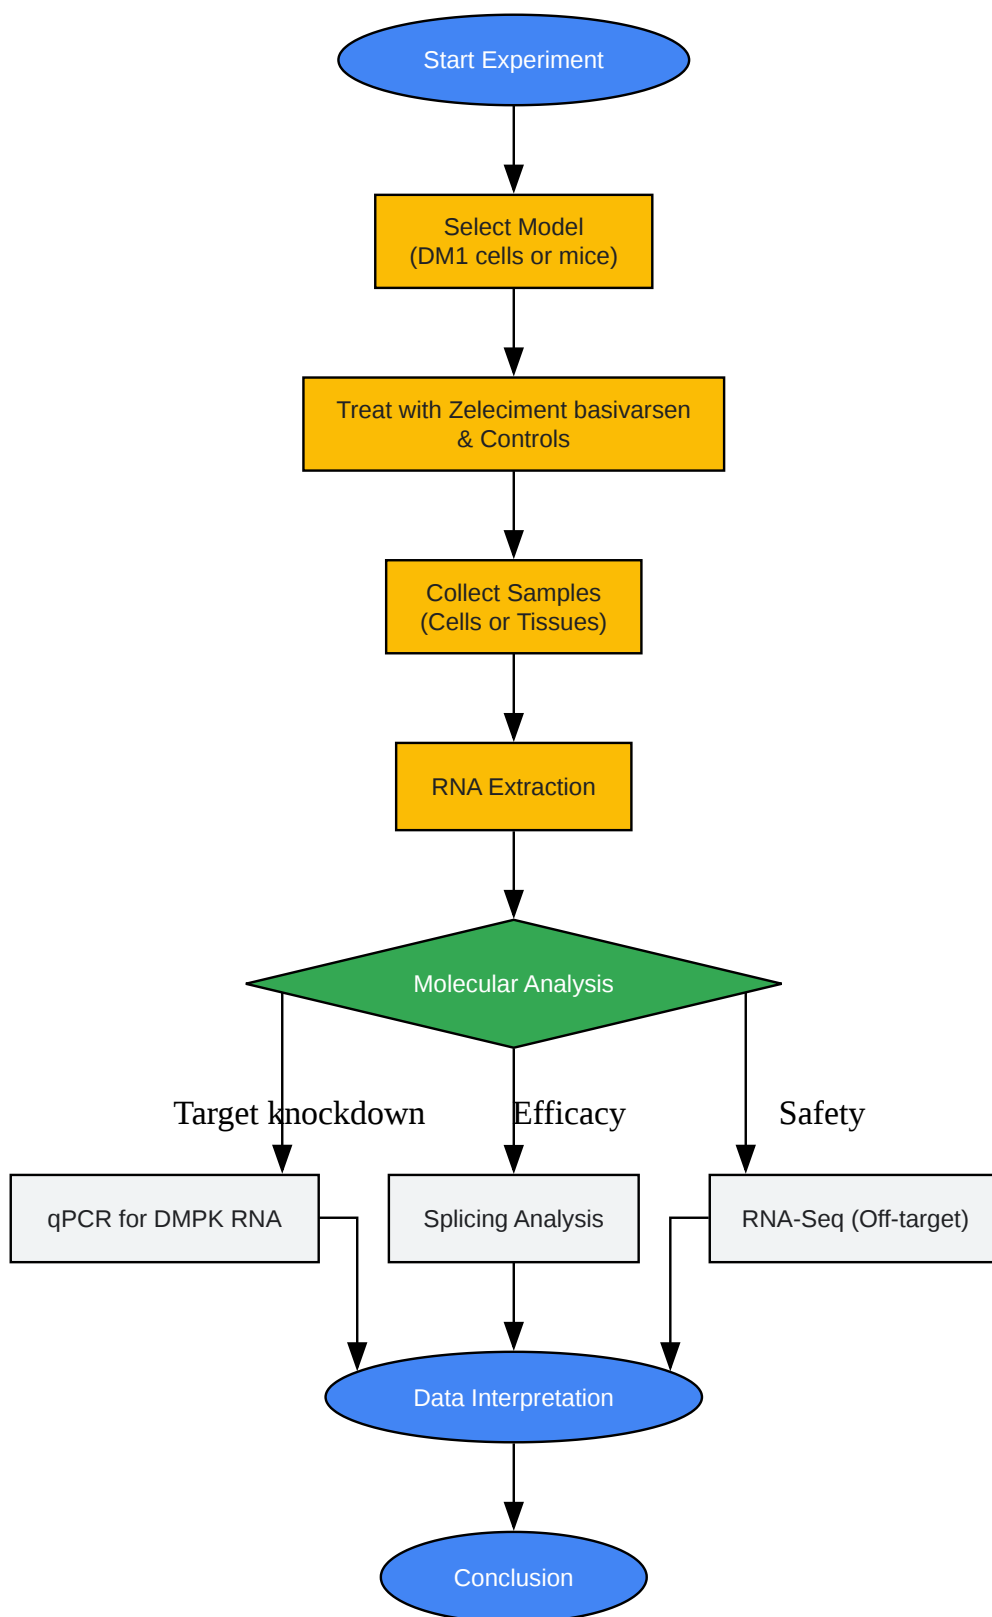 Start Experiment
Select Model
(DM1 cells or mice)
Treat with Zeleciment basivarsen
& Controls
Collect Samples
(Cells or Tissues)
RNA Extraction
Molecular Analysis
Target knockdown
Efficacy
Safety
qPCR for DMPK RNA
Splicing Analysis
RNA-Seq (Off-target)
Data Interpretation
Conclusion